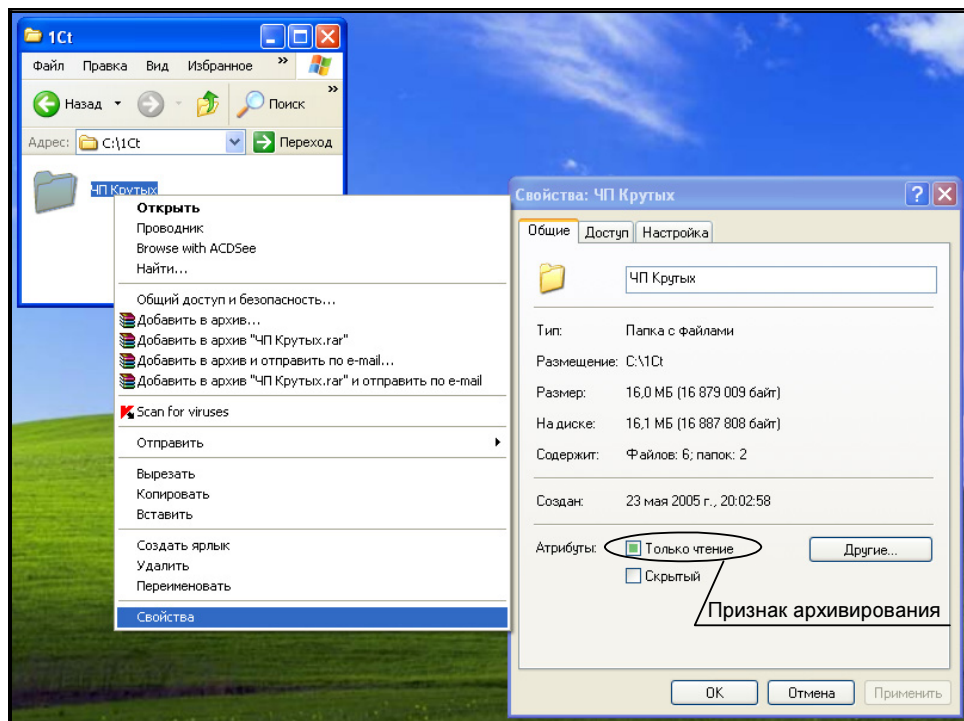 1Ct
Файл Правка Вид Избранное »
Назад Поиск »
Адрес: C:\1Ct Переход
ЧП Крутых
Открыть
Проводник
Browse with ACDSee
Найти...
Общий доступ и безопасность...
Добавить в архив...
Добавить в архив "ЧП Крутых.rar"
Добавить в архив и отправить по e-mail...
Добавить в архив "ЧП Крутых.rar" и отправить по e-mail
Scan for viruses
Отправить
Вырезать
Копировать
Вставить
Создать ярлык
Удалить
Переименовать
Свойства
Свойства: ЧП Крутых
Общие Доступ Настройка
ЧП Крутых
Тип: Папка с файлами
Размещение: C:\1Ct
Размер: 16,0 МБ (16 879 009 байт)
На диске: 16,1 МБ (16 887 808 байт)
Содержит: Файлов: 6; папок: 2
Создан: 23 мая 2005 г., 20:02:58
Атрибуты: Только чтение Другие...
Скрытый
Признак архивирования
OK Отмена Применить